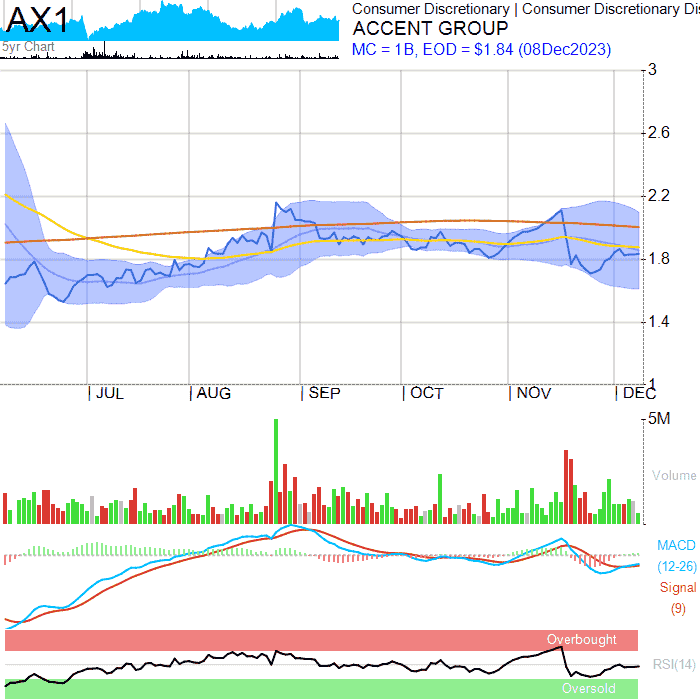 AX1
5yr Chart
Consumer Discretionary | Consumer Discretionary Dis
ACCENT GROUP
MC = 1B, EOD = $1.84 (08Dec2023)
3
2.6
2.2
1.8
1.4
1
JUL AUG SEP OCT NOV DEC
5M
Volume
MACD
(12-26)
Signal
(9)
Overbought
RSI(14)
Oversold